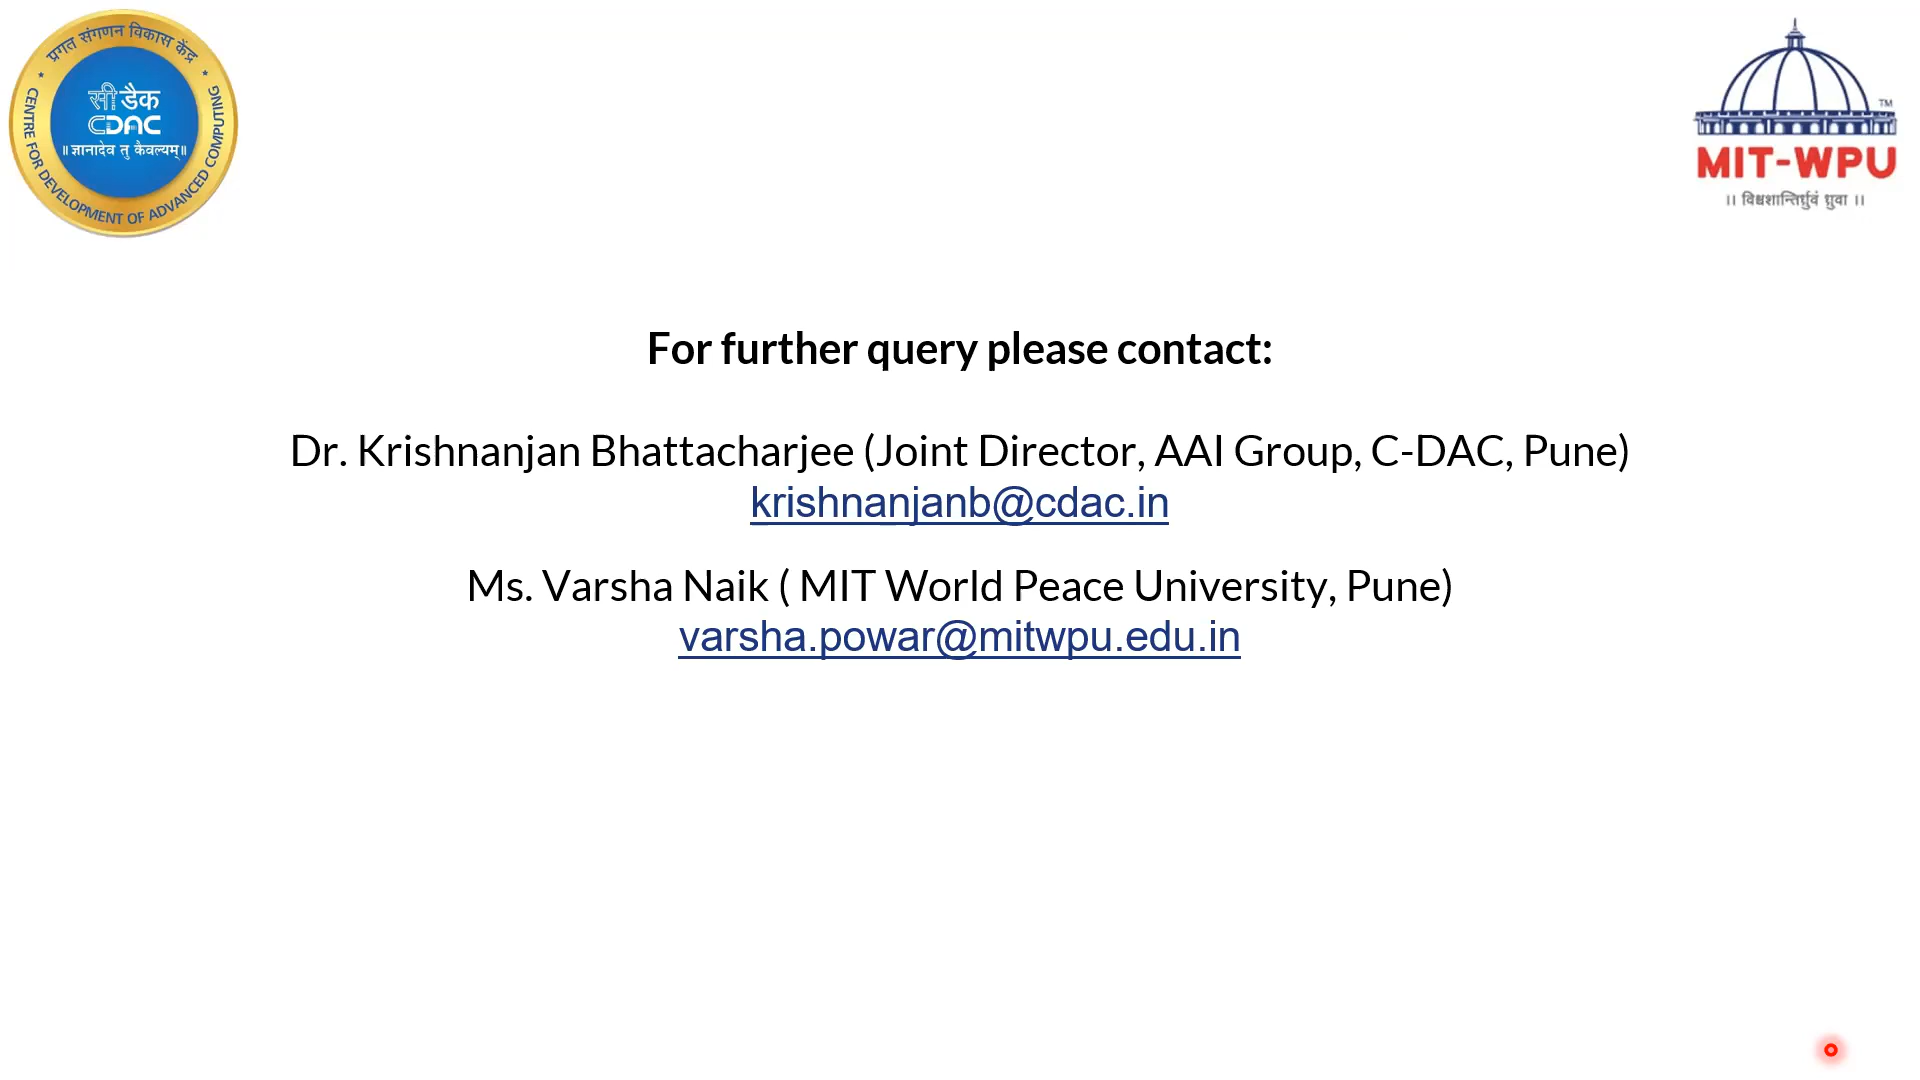 प्रगत संगणन विकास केंद्र
सी डैक
CDAC
॥ ज्ञानादेव तु कैवल्यम् ॥
CENTRE FOR DEVELOPMENT OF ADVANCED COMPUTING
TM
MIT-WPU
॥ विश्वशान्तिर्ध्रुवं ध्रुवा ॥
For further query please contact:
Dr. Krishnanjan Bhattacharjee (Joint Director, AAI Group, C-DAC, Pune)
krishnanjanb@cdac.in
Ms. Varsha Naik ( MIT World Peace University, Pune)
varsha.powar@mitwpu.edu.in